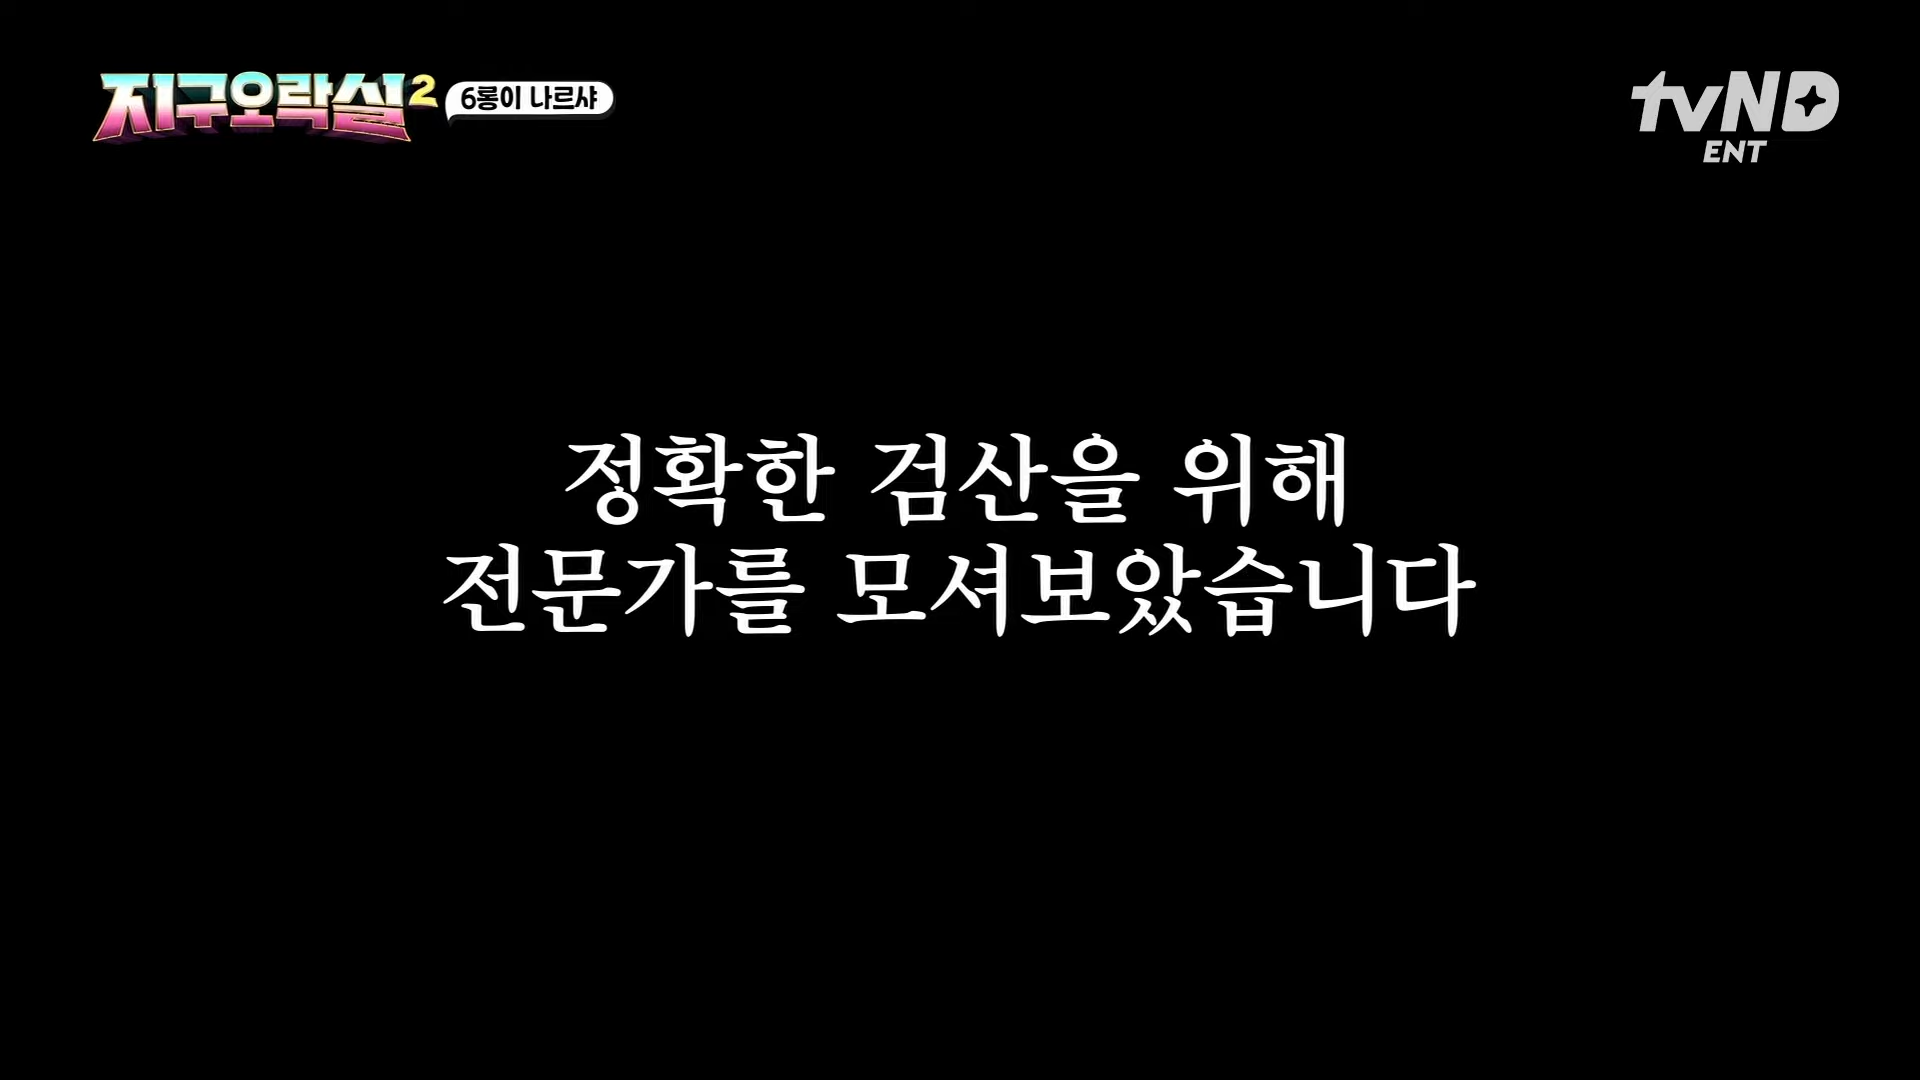 지구오락실2
6롱이 나르샤
tvND
ENT
정확한 검산을 위해
전문가를 모셔보았습니다